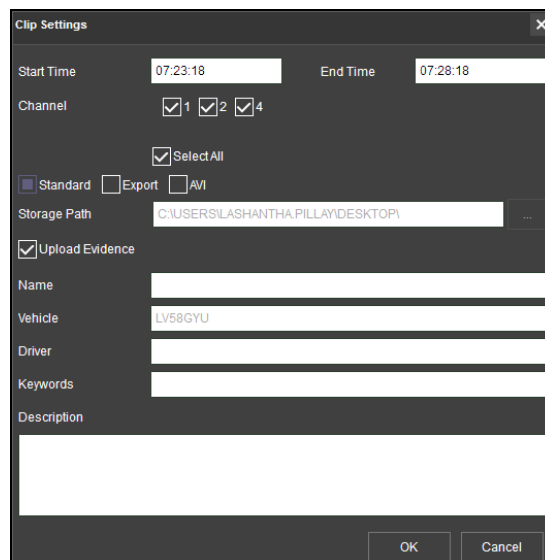 Clip Settings
Start Time 07:23:18 End Time 07:28:18
Channel 1 2 4
Select All
Standard Export AVI
Storage Path C:\USERS\LASHANTHA.PILLAY\DESKTOP\ ...
Upload Evidence
Name
Vehicle LV58GYU
Driver
Keywords
Description
OK Cancel